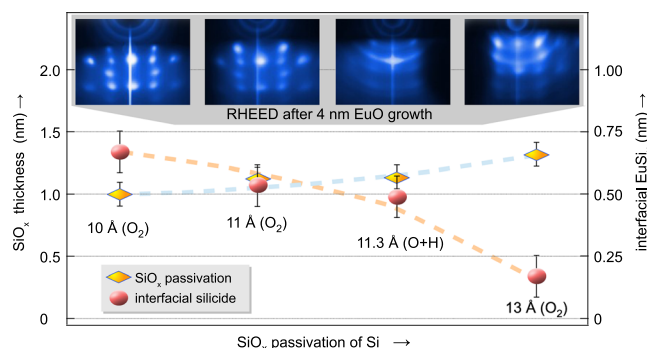 RHEED after 4 nm EuO growth
SiOₓ thickness (nm) →
2.0
1.5
1.0
0.5
0
interfacial EuSi (nm) →
1.00
0.75
0.50
0.25
0
10 Å (O₂)
11 Å (O₂)
11.3 Å (O+H)
13 Å (O₂)
SiOₓ passivation
interfacial silicide
SiOₓ passivation of Si →